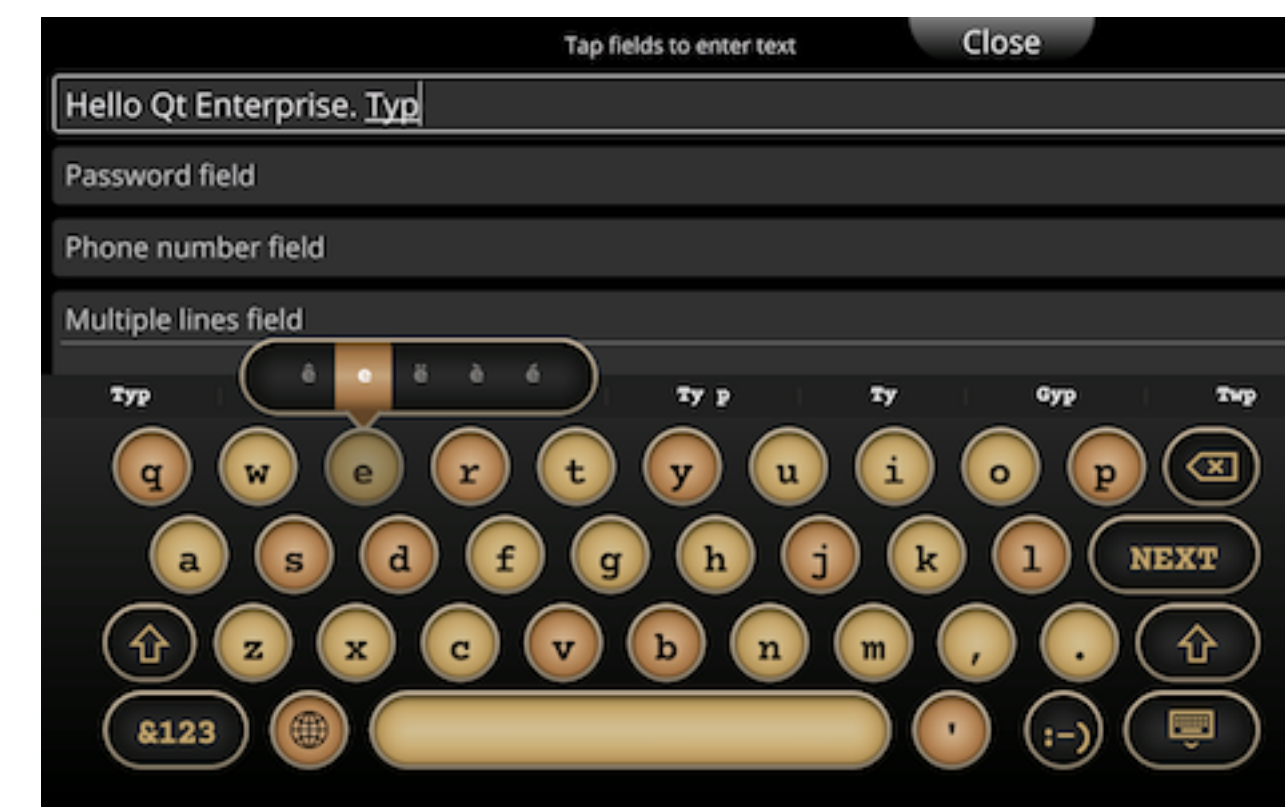 Tap fields to enter text Close
Hello Qt Enterprise. Typ
Password field
Phone number field
Multiple lines field
ê e ë è é
Typ Ty p Ty Gyp Twp
q w e r t y u i o p
a s d f g h j k l NEXT
z x c v b n m , .
&123 ' :-)